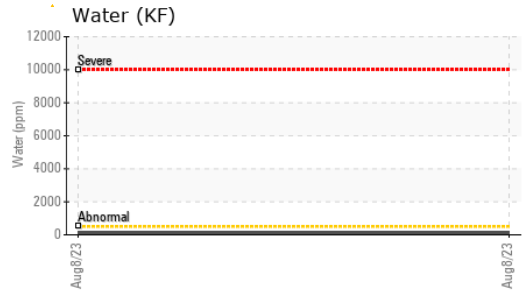 Water (KF)
12000
10000
8000
6000
4000
2000
0
Water (ppm)
Severe
Abnormal
Aug8/23
Aug8/23